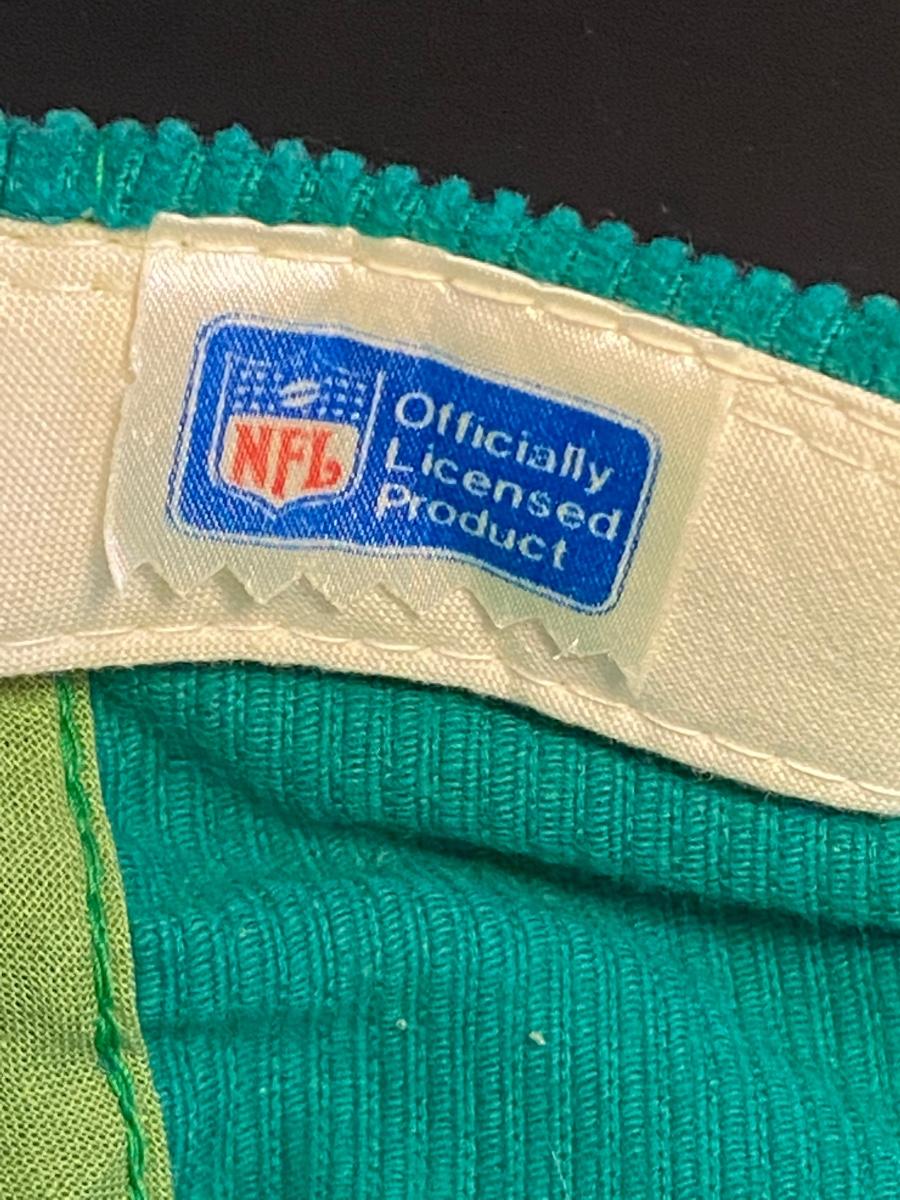 NFL
Officially
Licensed
Product